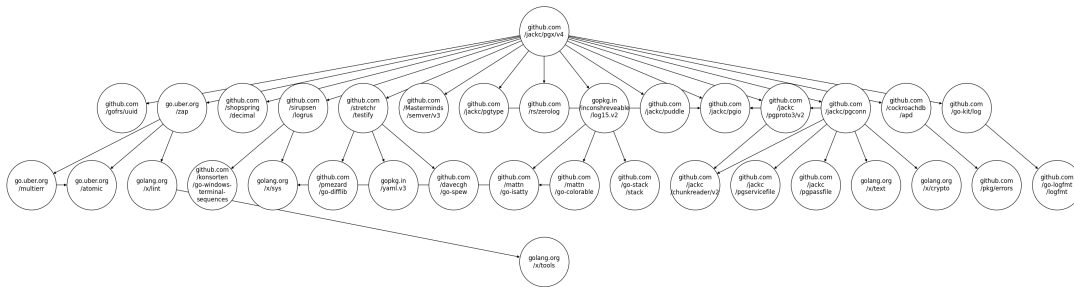 github.com
/jackc/pgx/v4
github.com
/gofrs/uuid
go.uber.org
/zap
github.com
/shopspring
/decimal
github.com
/sirupsen
/logrus
github.com
/stretchr
/testify
github.com
/Masterminds
/semver/v3
github.com
/jackc/pgtype
github.com
/rs/zerolog
gopkg.in
/inconshreveable
/log15.v2
github.com
/jackc/puddle
github.com
/jackc/pgio
github.com
/jackc
/pgproto3/v2
github.com
/jackc/pgconn
github.com
/cockroachdb
/apd
github.com
/go-kit/log
go.uber.org
/multierr
go.uber.org
/atomic
golang.org
/x/lint
github.com
/konsorten
/go-windows-
terminal-
sequences
golang.org
/x/sys
github.com
/pmezard
/go-difflib
gopkg.in
/yaml.v3
github.com
/davecgh
/go-spew
github.com
/mattn
/go-isatty
github.com
/mattn
/go-colorable
github.com
/go-stack
/stack
github.com
/jackc
/chunkreader/v2
github.com
/jackc
/pgservicefile
github.com
/jackc
/pgpassfile
golang.org
/x/text
golang.org
/x/crypto
github.com
/pkg/errors
github.com
/go-logfmt
/logfmt
golang.org
/x/tools